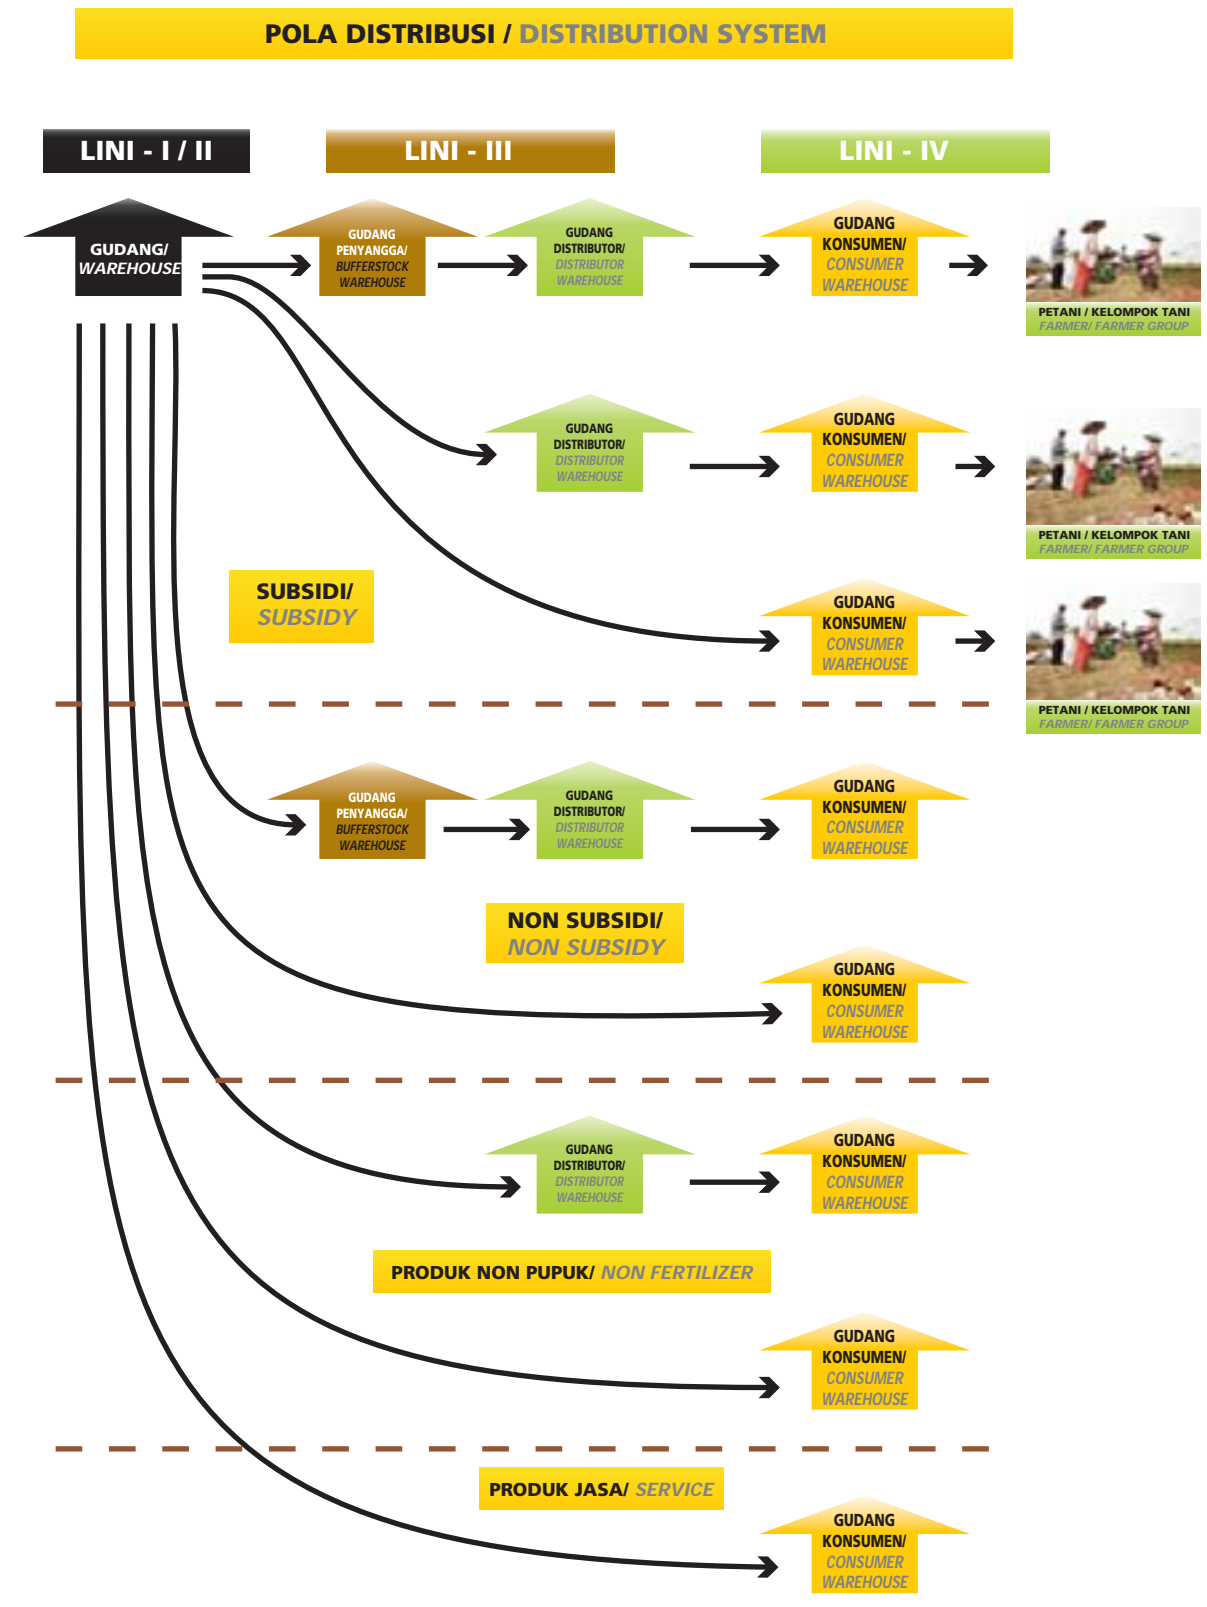 POLA DISTRIBUSI / DISTRIBUTION SYSTEM
LINI - I / II
LINI - III
LINI - IV
GUDANG/
WAREHOUSE
GUDANG
PENYANGGA/
BUFFERSTOCK
WAREHOUSE
GUDANG
DISTRIBUTOR/
DISTRIBUTOR
WAREHOUSE
GUDANG
KONSUMEN/
CONSUMER
WAREHOUSE
PETANI / KELOMPOK TANI
FARMER/ FARMER GROUP
GUDANG
DISTRIBUTOR/
DISTRIBUTOR
WAREHOUSE
GUDANG
KONSUMEN/
CONSUMER
WAREHOUSE
PETANI / KELOMPOK TANI
FARMER/ FARMER GROUP
SUBSIDI/
SUBSIDY
GUDANG
KONSUMEN/
CONSUMER
WAREHOUSE
PETANI / KELOMPOK TANI
FARMER/ FARMER GROUP
GUDANG
PENYANGGA/
BUFFERSTOCK
WAREHOUSE
GUDANG
DISTRIBUTOR/
DISTRIBUTOR
WAREHOUSE
GUDANG
KONSUMEN/
CONSUMER
WAREHOUSE
NON SUBSIDI/
NON SUBSIDY
GUDANG
KONSUMEN/
CONSUMER
WAREHOUSE
GUDANG
DISTRIBUTOR/
DISTRIBUTOR
WAREHOUSE
GUDANG
KONSUMEN/
CONSUMER
WAREHOUSE
PRODUK NON PUPUK/ NON FERTILIZER
GUDANG
KONSUMEN/
CONSUMER
WAREHOUSE
PRODUK JASA/ SERVICE
GUDANG
KONSUMEN/
CONSUMER
WAREHOUSE